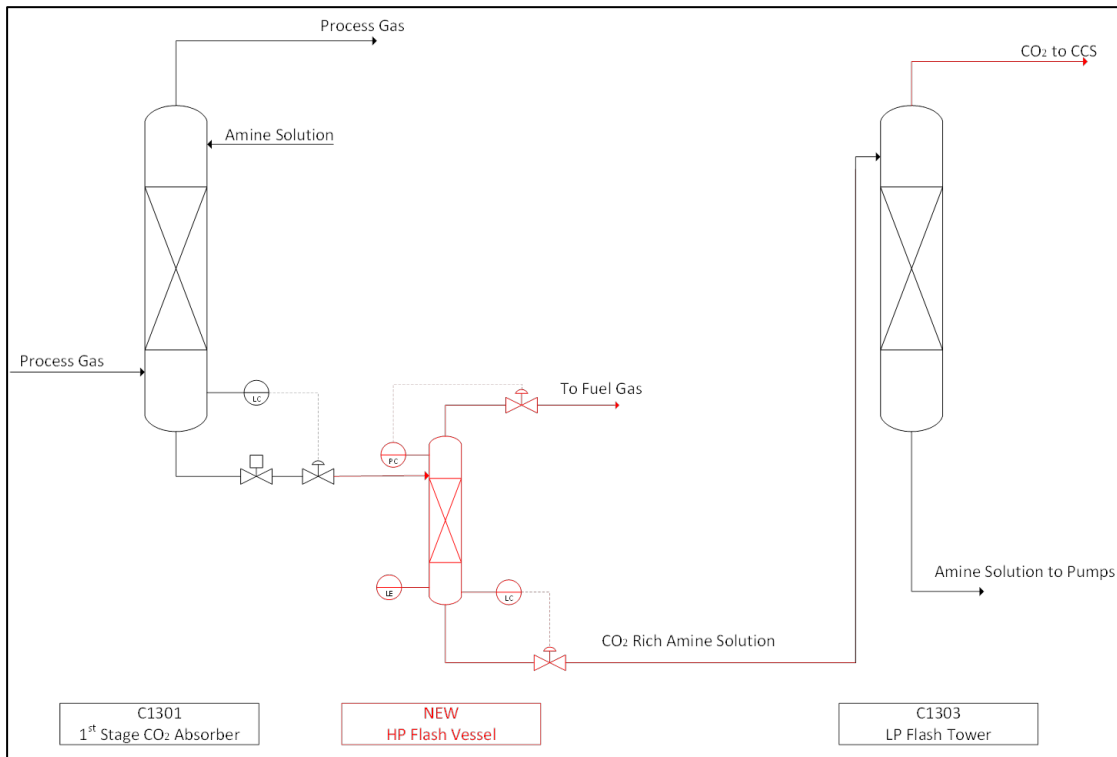 Process Gas
CO₂ to CCS
Amine Solution
Process Gas
LC
To Fuel Gas
PC
LE
LC
Amine Solution to Pumps
CO₂ Rich Amine Solution
C1301
1st Stage CO₂ Absorber
NEW
HP Flash Vessel
C1303
LP Flash Tower